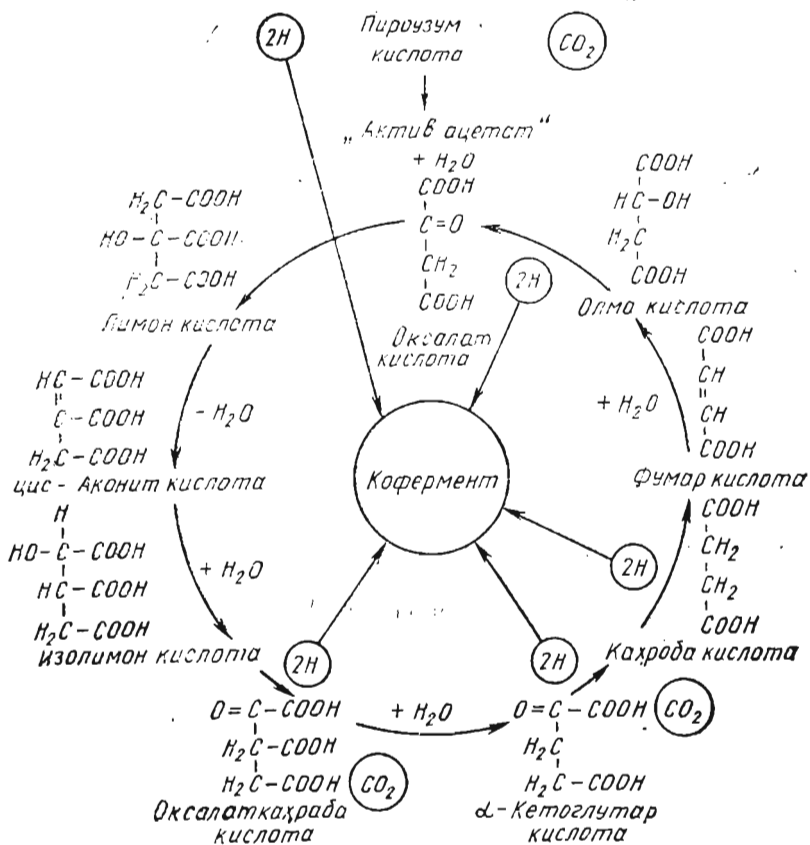 2H
Пироузум
кислота
CO₂
„Актив ацетат“
+ H₂O
COOH
C=O
CH₂
COOH
Оксалат
кислота
2H
COOH
HC-OH
H₂C
COOH
Олма кислота
H₂C-COOH
HO-C-COOH
H₂C-COOH
Лимон кислота
- H₂O
HC-COOH
C-COOH
H₂C-COOH
цис-Аконит кислота
+ H₂O
H
HO-C-COOH
HC-COOH
H₂C-COOH
Изолимон кислота
2H
O=C-COOH
H₂C-COOH
H₂C-COOH
CO₂
Оксалаткахраба
кислота
+ H₂O
O=C-COOH
H₂C
H₂C-COOH
CO₂
α-Кетоглутар
кислота
2H
COOH
CH₂
CH₂
COOH
Кахроба кислота
2H
COOH
CH
CH
COOH
Фумар кислота
+ H₂O
Кофермент